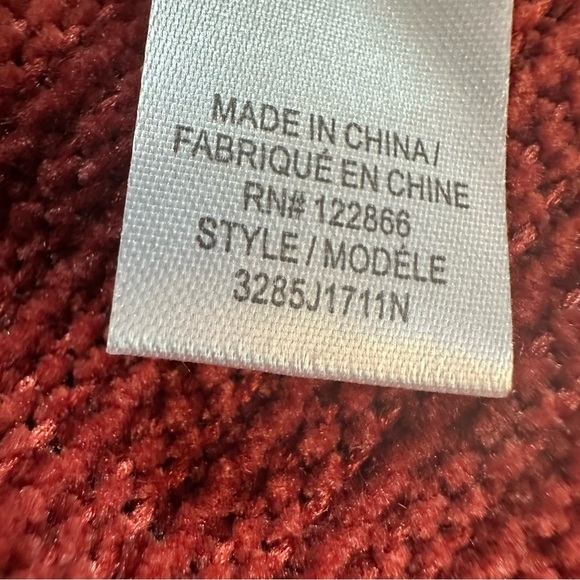 MADE IN CHINA /
FABRIQUÉ EN CHINE
RN# 122866
STYLE / MODÉLE
3285J1711N